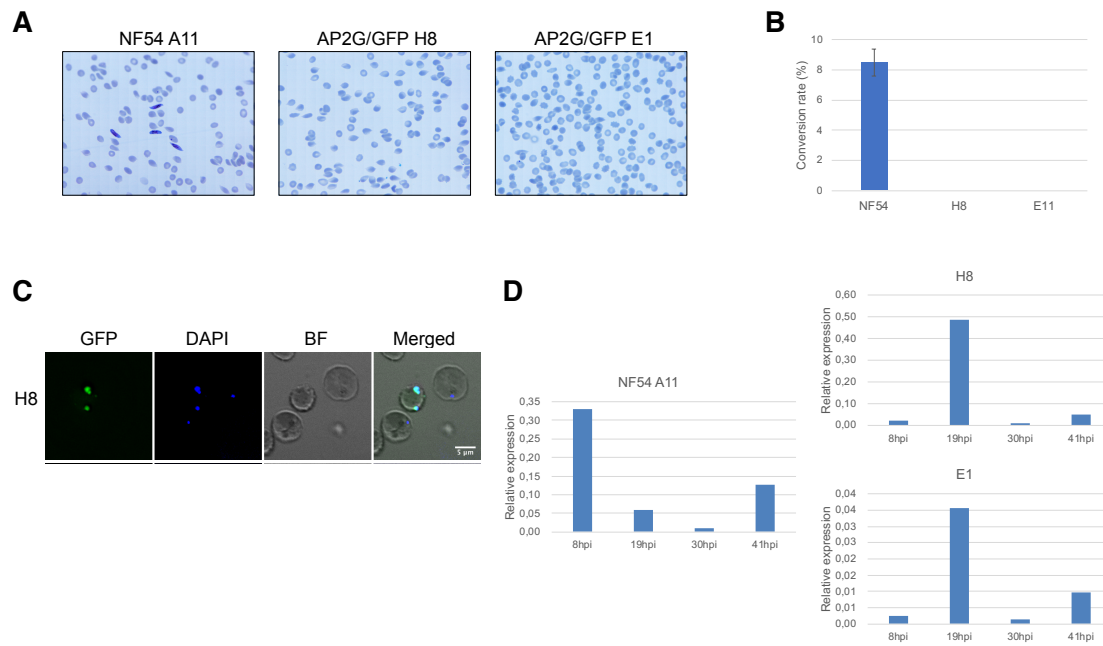 A
NF54 A11
AP2G/GFP H8
AP2G/GFP E1
B
10
8
6
4
2
0
Conversion rate (%)
NF54
H8
E11
C
GFP
DAPI
BF
Merged
H8
5 μm
D
NF54 A11
0,35
0,30
0,25
0,20
0,15
0,10
0,05
0,00
Relative expression
8hpi
19hpi
30hpi
41hpi
H8
0,60
0,50
0,40
0,30
0,20
0,10
0,00
Relative expression
8hpi
19hpi
30hpi
41hpi
E1
0,04
0,04
0,03
0,03
0,02
0,02
0,01
0,01
0,00
Relative expression
8hpi
19hpi
30hpi
41hpi